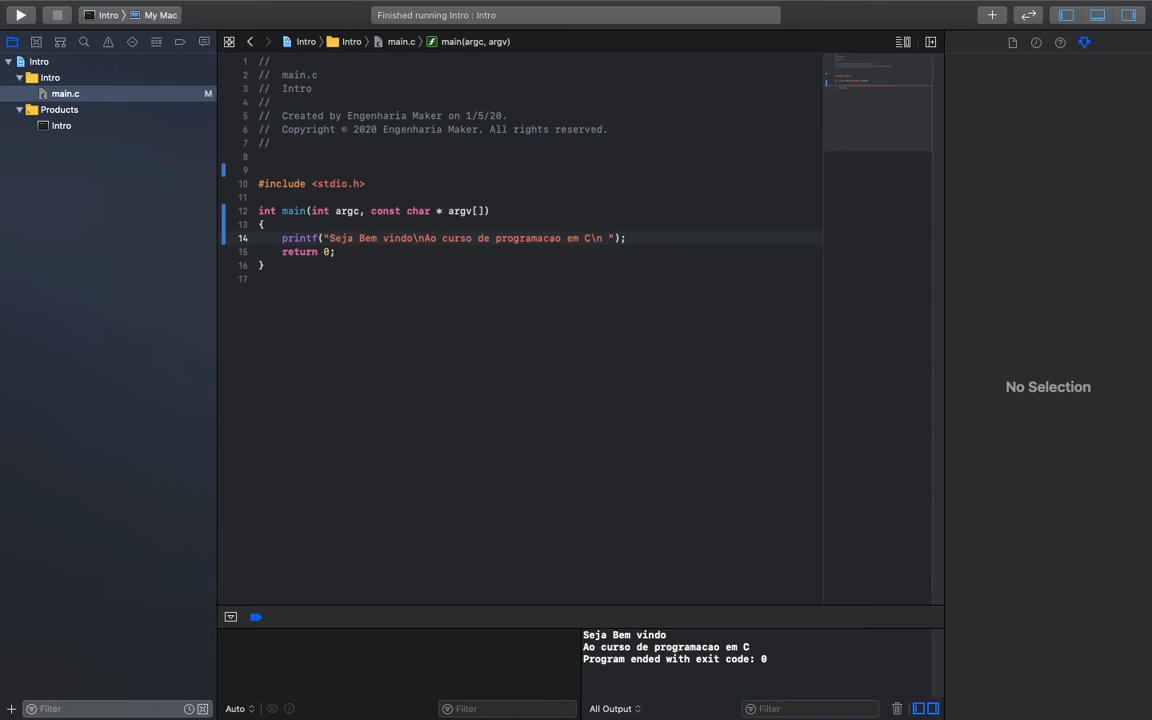 Intro 〉 My Mac
Finished running Intro : Intro
Intro 〉 Intro 〉 main.c 〉 f main(argc, argv)
Intro
Intro
main.c M
Products
Intro
1 //
2 //  main.c
3 //  Intro
4 //
5 //  Created by Engenharia Maker on 1/5/20.
6 //  Copyright © 2020 Engenharia Maker. All rights reserved.
7 //
8
9
10 #include <stdio.h>
11
12 int main(int argc, const char * argv[])
13 {
14     printf("Seja Bem vindo\nAo curso de programacao em C\n ");
15     return 0;
16 }
17
No Selection
Seja Bem vindo
Ao curso de programacao em C
Program ended with exit code: 0
Filter
Auto
Filter
All Output
Filter